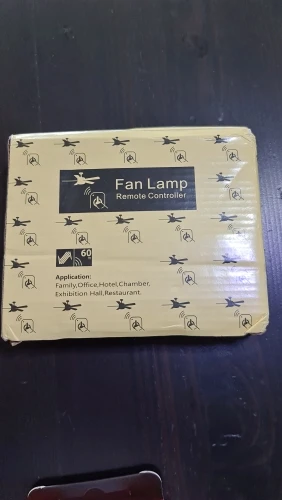 Fan Lamp
Remote Controller
60
Application:
Family,Office,Hotel,Chamber,
Exhibition Hall,Restaurant.